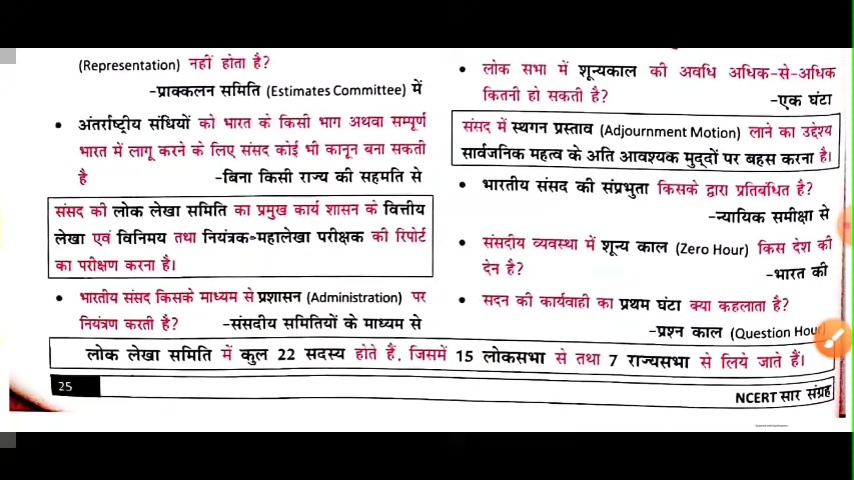 (Representation) नहीं होता है?
–प्राक्कलन समिति (Estimates Committee) में
• अंतर्राष्ट्रीय संधियों को भारत के किसी भाग अथवा सम्पूर्ण
भारत में लागू करने के लिए संसद कोई भी कानून बना सकती
है –बिना किसी राज्य की सहमति से
संसद की लोक लेखा समिति का प्रमुख कार्य शासन के वित्तीय
लेखा एवं विनिमय तथा नियंत्रक-महालेखा परीक्षक की रिपोर्ट
का परीक्षण करना है।
• भारतीय संसद किसके माध्यम से प्रशासन (Administration) पर
नियंत्रण करती है? –संसदीय समितियों के माध्यम से
• लोक सभा में शून्यकाल की अवधि अधिक-से-अधिक
कितनी हो सकती है? –एक घंटा
संसद में स्थगन प्रस्ताव (Adjournment Motion) लाने का उद्देश्य
सार्वजनिक महत्व के अति आवश्यक मुद्दों पर बहस करना है।
• भारतीय संसद की संप्रभुता किसके द्वारा प्रतिबंधित है?
–न्यायिक समीक्षा से
• संसदीय व्यवस्था में शून्य काल (Zero Hour) किस देश की
देन है? –भारत की
• सदन की कार्यवाही का प्रथम घंटा क्या कहलाता है?
–प्रश्न काल (Question Hour)
लोक लेखा समिति में कुल 22 सदस्य होते हैं, जिसमें 15 लोकसभा से तथा 7 राज्यसभा से लिये जाते हैं।
25
NCERT सार संग्रह